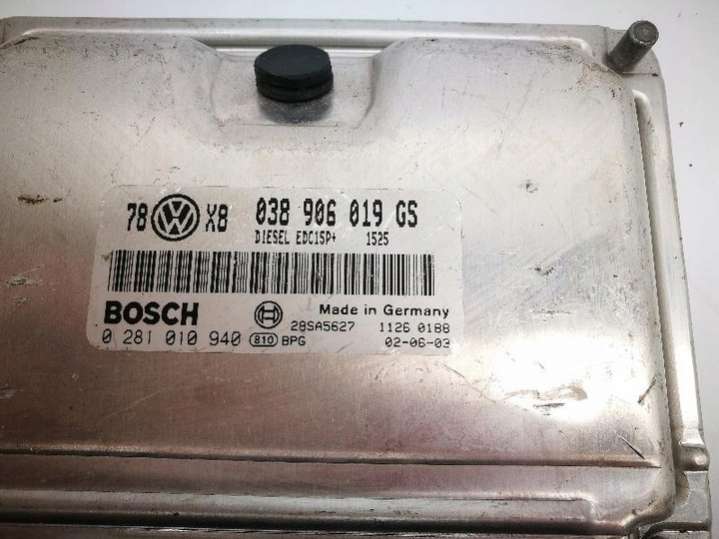 78 VW X8 038 906 019 GS
DIESEL EDC15P+ 1525
BOSCH Made in Germany
28SA5627 1126 0188
0 281 010 940 810 BPG 02-06-03